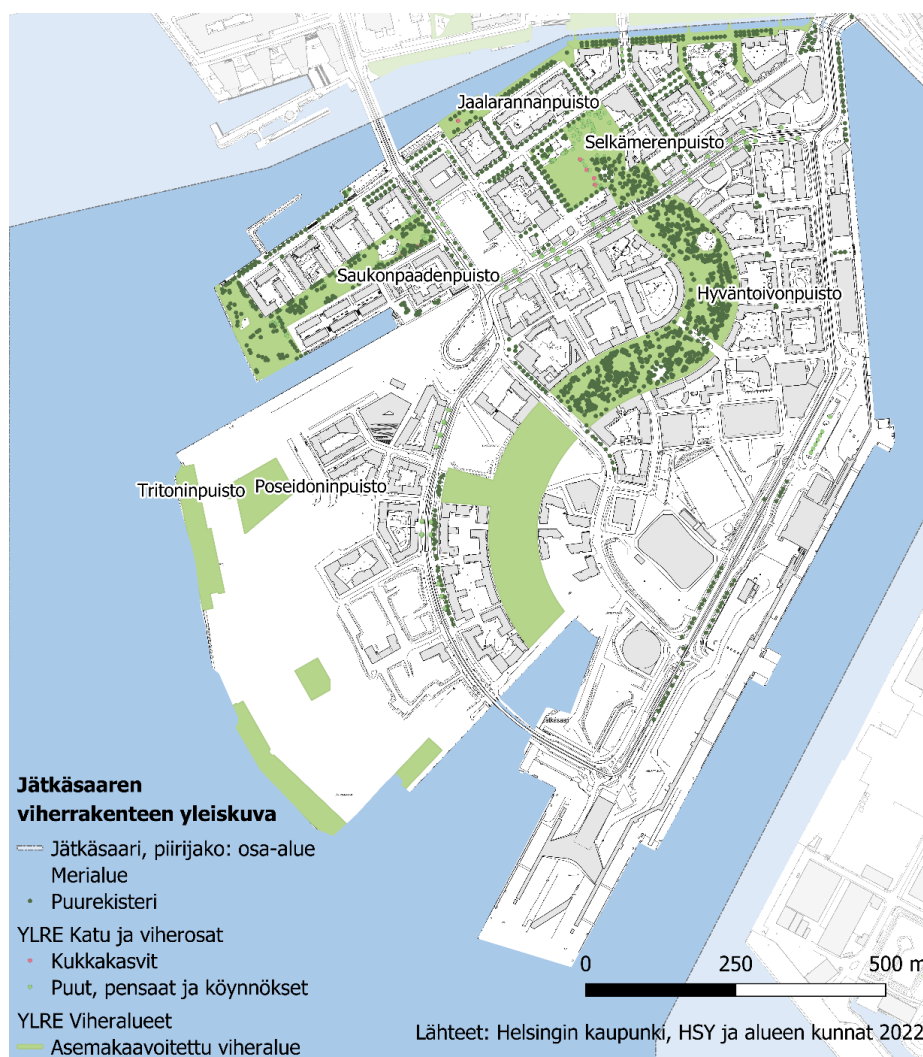 Jaalarannanpuisto
Selkämerenpuisto
Saukonpaadenpuisto
Hyväntoivonpuisto
Tritoninpuisto
Poseidoninpuisto
Jätkäsaari
Jätkäsaaren
viherrakenteen yleiskuva
Jätkäsaari, piirijako: osa-alue
Merialue
Puurekisteri
YLRE Katu ja viherosat
Kukkakasvit
Puut, pensaat ja köynnökset
YLRE Viheralueet
Asemakaavoitettu viheralue
0 250 500 m
Lähteet: Helsingin kaupunki, HSY ja alueen kunnat 2022